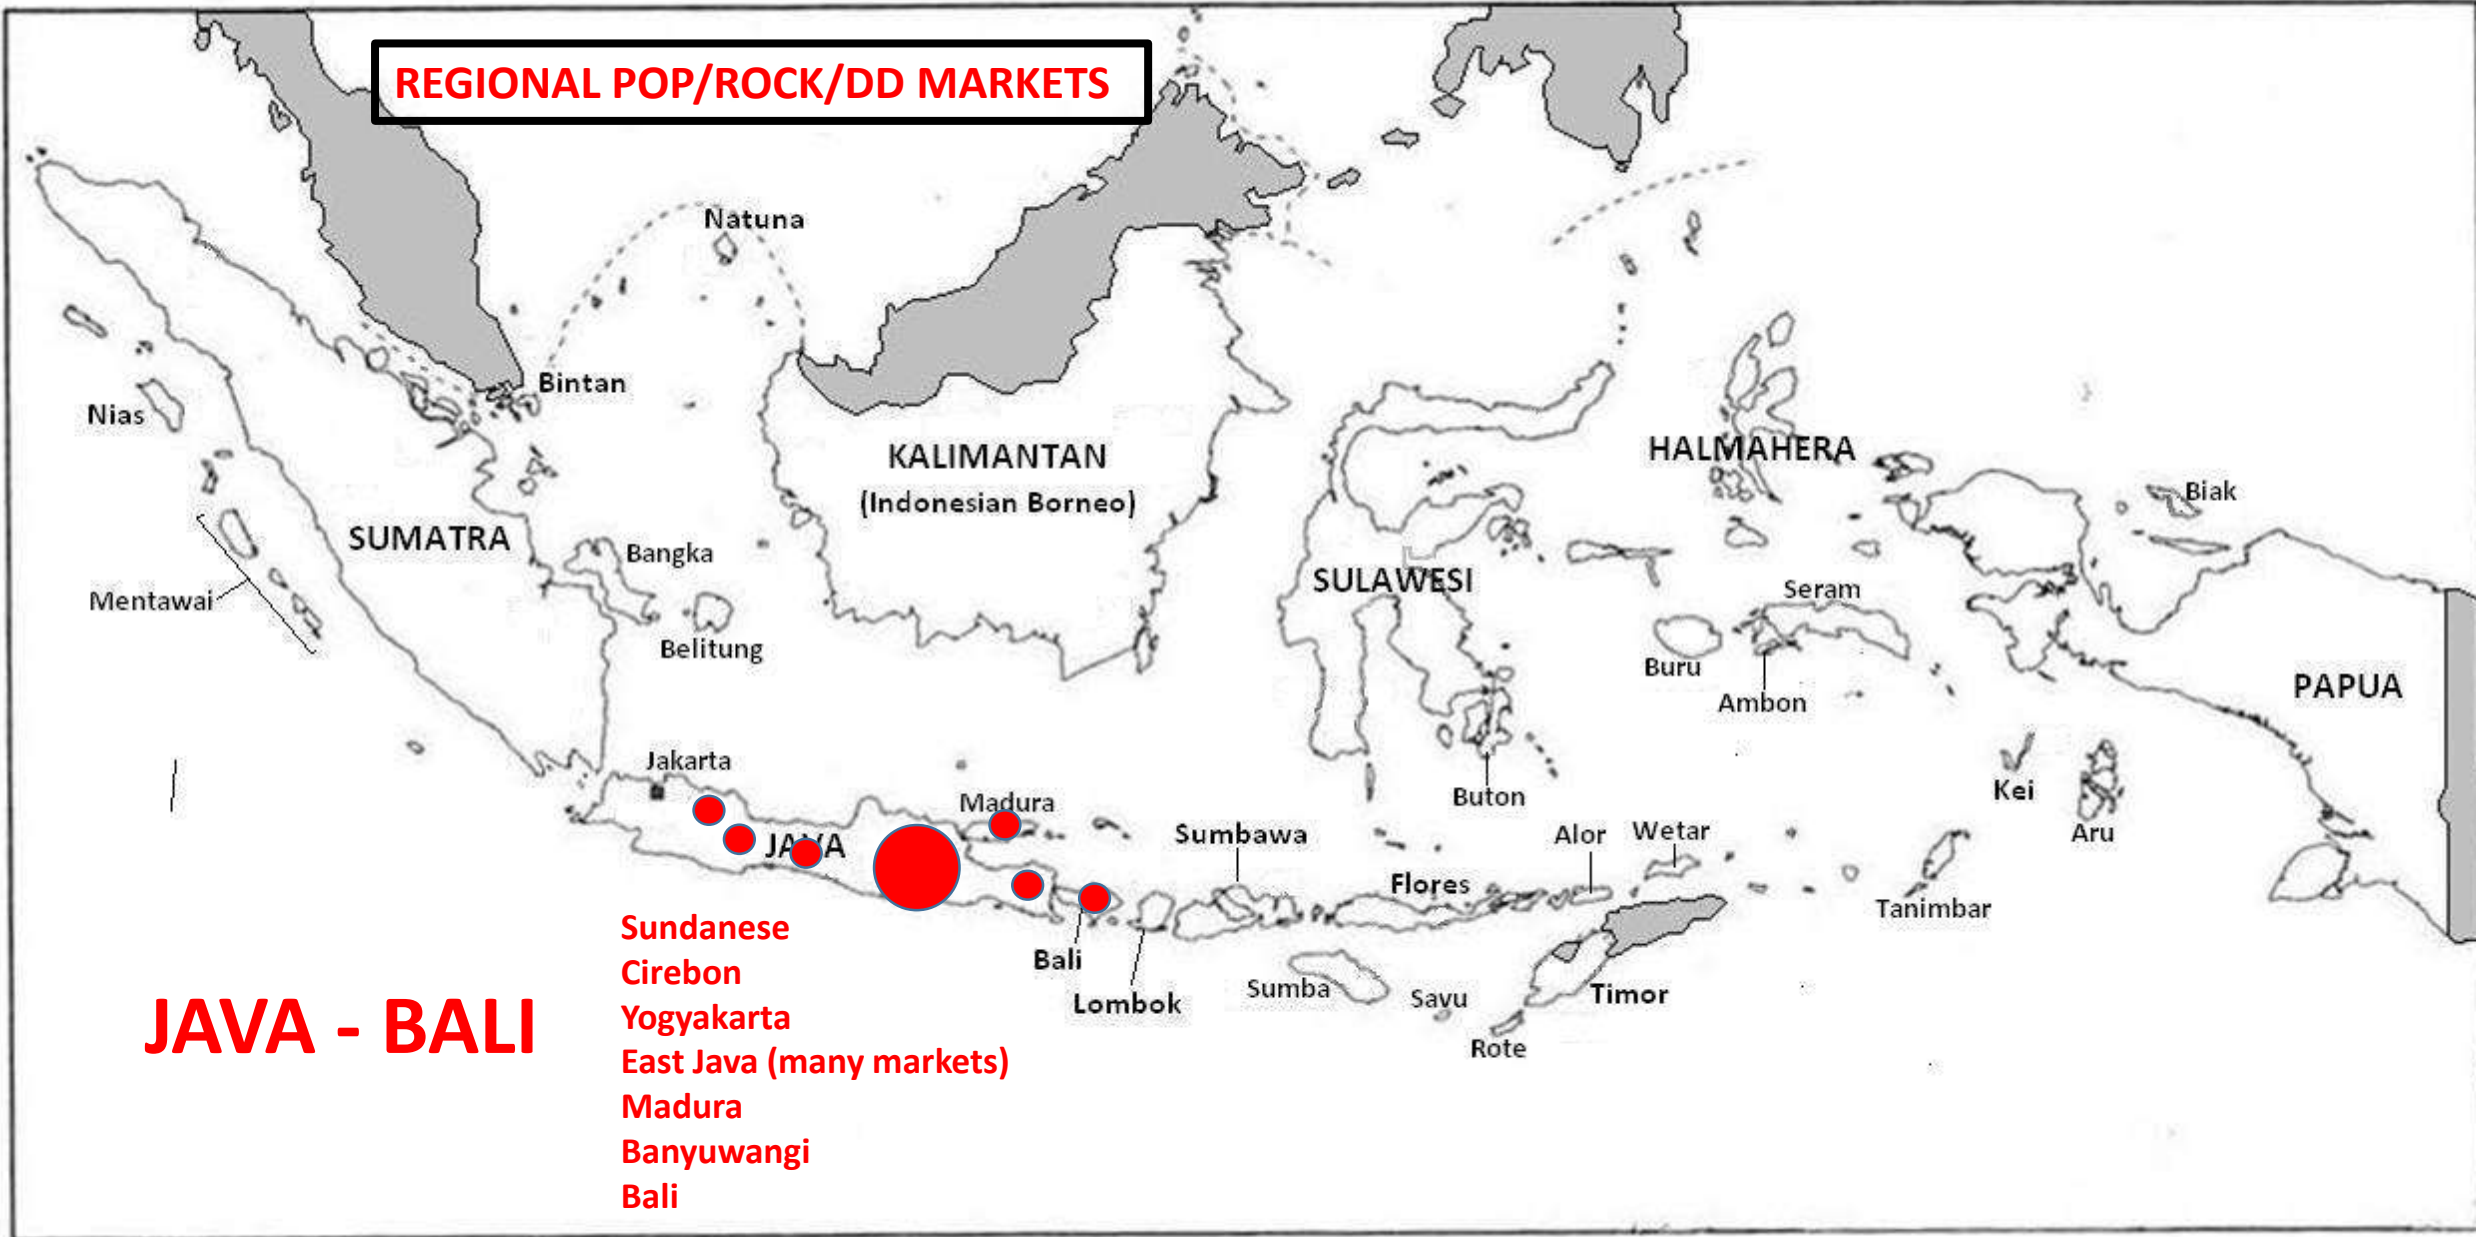 REGIONAL POP/ROCK/DD MARKETS
Natuna
Bintan
Nias
KALIMANTAN
(Indonesian Borneo)
HALMAHERA
Biak
SUMATRA
Bangka
SULAWESI
Seram
Mentawai
Belitung
Buru
PAPUA
Ambon
Jakarta
Kei
Buton
Madura
Sumbawa
Alor
Wetar
Aru
JAVA
Flores
Tanimbar
Bali
Lombok
Sumba
Savu
Timor
Rote
JAVA - BALI
Sundanese
Cirebon
Yogyakarta
East Java (many markets)
Madura
Banyuwangi
Bali